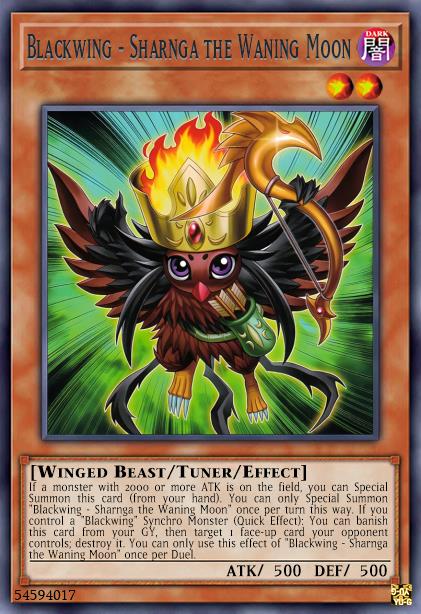 Blackwing - Sharnga the Waning Moon
DARK
闇
[Winged Beast/Tuner/Effect]
If a monster with 2000 or more ATK is on the field, you can Special
Summon this card (from your hand). You can only Special Summon
"Blackwing - Sharnga the Waning Moon" once per turn this way. If you
control a "Blackwing" Synchro Monster (Quick Effect): You can banish
this card from your GY, then target 1 face-up card your opponent
controls; destroy it. You can only use this effect of "Blackwing - Sharnga
the Waning Moon" once per Duel.
ATK/ 500 DEF/ 500
54594017